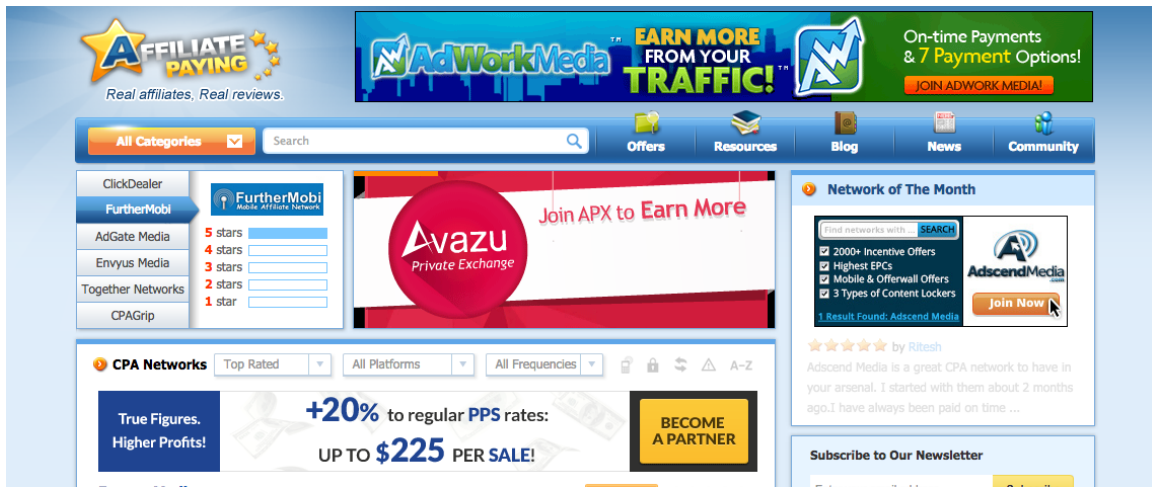 AFFILIATE
PAYING
Real affiliates, Real reviews.
AdWorkMedia™
EARN MORE
FROM YOUR
TRAFFIC!™
On-time Payments
& 7 Payment Options!
JOIN ADWORK MEDIA!
All Categories
Search
Offers
Resources
Blog
News
Community
ClickDealer
FurtherMobi
AdGate Media
Envyus Media
Together Networks
CPAGrip
FurtherMobi
Mobile Affiliate Network
5 stars
4 stars
3 stars
2 stars
1 star
Avazu
Private Exchange
Join APX to Earn More
Network of The Month
Find networks with ... SEARCH
2000+ Incentive Offers
Highest EPCs
Mobile & Offerwall Offers
3 Types of Content Lockers
1 Result Found: Adscend Media
AdscendMedia
Join Now
by Ritesh
Adscend Media is a great CPA network to have in
your arsenal. I started with them about 2 months
ago.I have always been paid on time ...
CPA Networks
Top Rated
All Platforms
All Frequencies
A-Z
True Figures.
Higher Profits!
+20% to regular PPS rates:
UP TO $225 PER SALE!
BECOME
A PARTNER
Subscribe to Our Newsletter